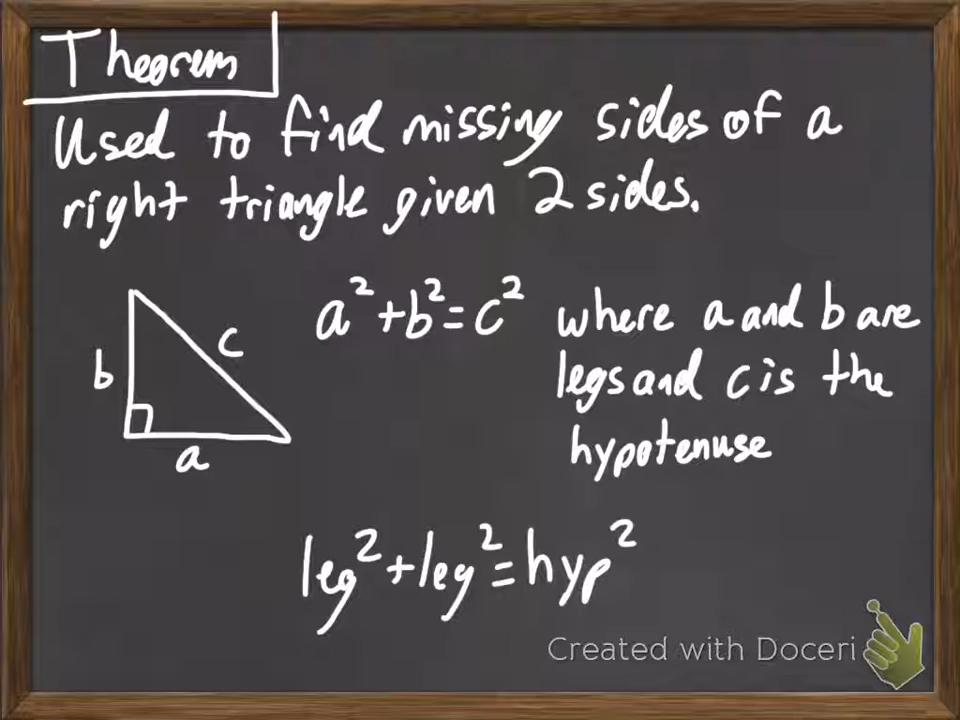 Theorem
Used to find missing sides of a
right triangle given 2 sides.
a²+b²=c² where a and b are
legs and c is the
hypotenuse
b
c
a
leg²+leg²=hyp²
Created with Doceri